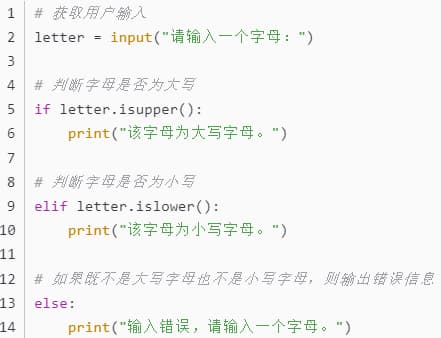 1 # 获取用户输入
2 letter = input("请输入一个字母：")
3
4 # 判断字母是否为大写
5 if letter.isupper():
6     print("该字母为大写字母。")
7
8 # 判断字母是否为小写
9 elif letter.islower():
10     print("该字母为小写字母。")
11
12 # 如果既不是大写字母也不是小写字母，则输出错误信息
13 else:
14     print("输入错误，请输入一个字母。")